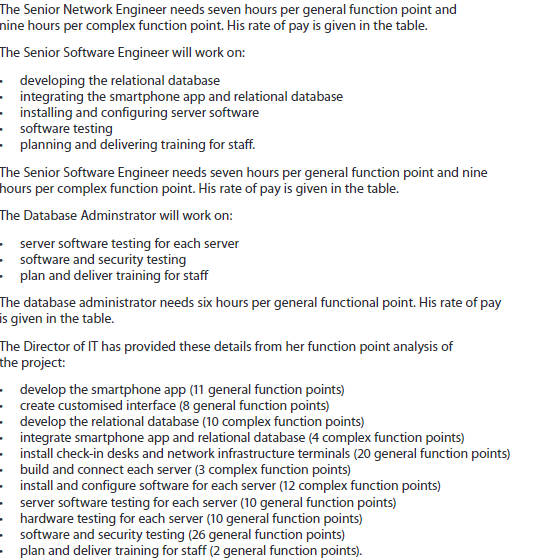 The Senior Network Engineer needs seven hours per general function point and
nine hours per complex function point. His rate of pay is given in the table.
The Senior Software Engineer will work on:
• developing the relational database
• integrating the smartphone app and relational database
• installing and configuring server software
• software testing
• planning and delivering training for staff.
The Senior Software Engineer needs seven hours per general function point and nine
hours per complex function point. His rate of pay is given in the table.
The Database Adminstrator will work on:
• server software testing for each server
• software and security testing
• plan and deliver training for staff
The database administrator needs six hours per general functional point. His rate of pay
is given in the table.
The Director of IT has provided these details from her function point analysis of
the project:
• develop the smartphone app (11 general function points)
• create customised interface (8 general function points)
• develop the relational database (10 complex function points)
• integrate smartphone app and relational database (4 complex function points)
• install check-in desks and network infrastructure terminals (20 general function points)
• build and connect each server (3 complex function points)
• install and configure software for each server (12 complex function points)
• server software testing for each server (10 general function points)
• hardware testing for each server (10 general function points)
• software and security testing (26 general function points)
• plan and deliver training for staff (2 general function points).